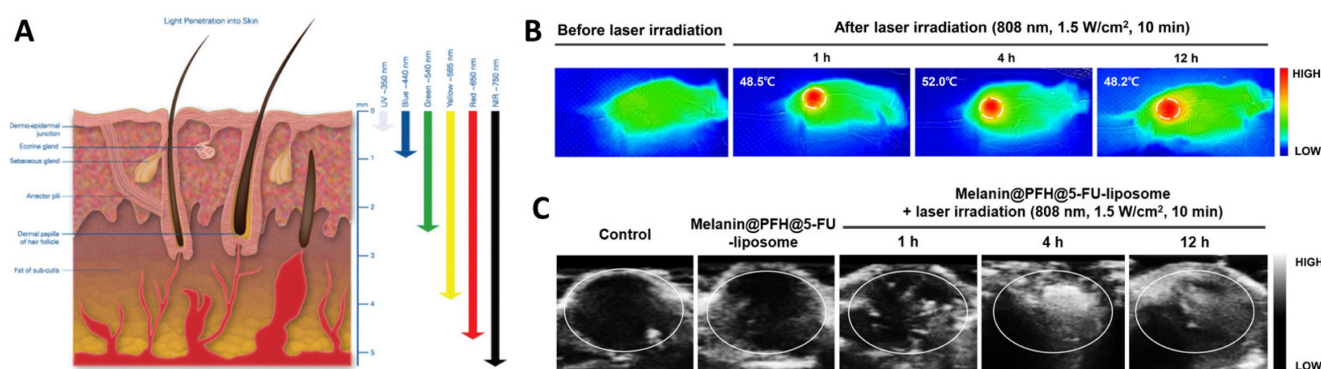 A
Light Penetration into Skin
UV ~350 nm
Blue ~440 nm
Green ~540 nm
Yellow ~585 nm
Red ~650 nm
NIR ~750 nm
mm
0
1
2
3
4
5
Dermo-epidermal
junction
Eccrine gland
Sebaceous gland
Arrector pili
Dermal papilla
of hair follicle
Fat of sub-cutis
B
Before laser irradiation
After laser irradiation (808 nm, 1.5 W/cm², 10 min)
1 h
4 h
12 h
48.5℃
52.0℃
48.2℃
HIGH
LOW
C
Control
Melanin@PFH@5-FU
-liposome
Melanin@PFH@5-FU-liposome
+ laser irradiation (808 nm, 1.5 W/cm², 10 min)
1 h
4 h
12 h
HIGH
LOW